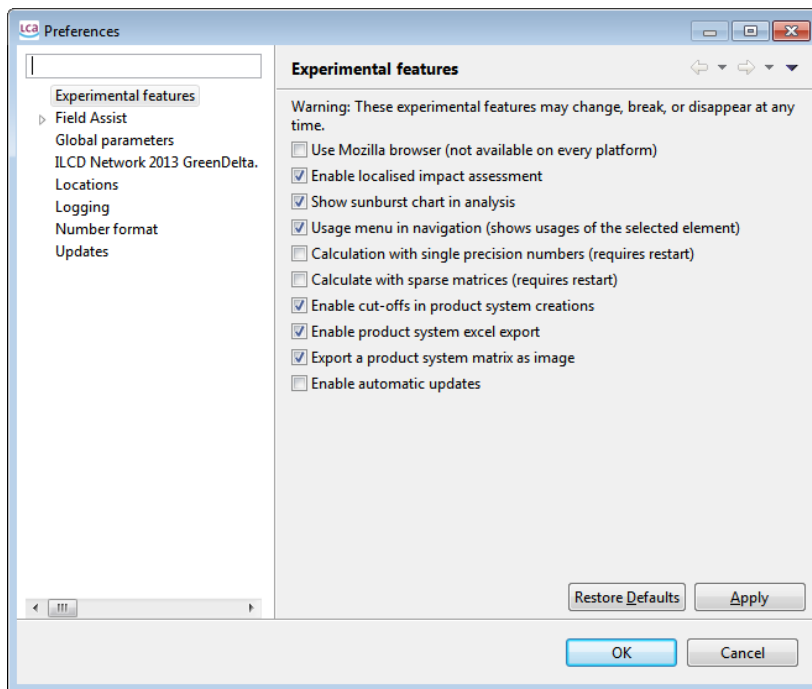 LCA Preferences
Experimental features
Field Assist
Global parameters
ILCD Network 2013 GreenDelta.
Locations
Logging
Number format
Updates
Experimental features
Warning: These experimental features may change, break, or disappear at any
time.
Use Mozilla browser (not available on every platform)
Enable localised impact assessment
Show sunburst chart in analysis
Usage menu in navigation (shows usages of the selected element)
Calculation with single precision numbers (requires restart)
Calculate with sparse matrices (requires restart)
Enable cut-offs in product system creations
Enable product system excel export
Export a product system matrix as image
Enable automatic updates
Restore Defaults Apply
OK Cancel